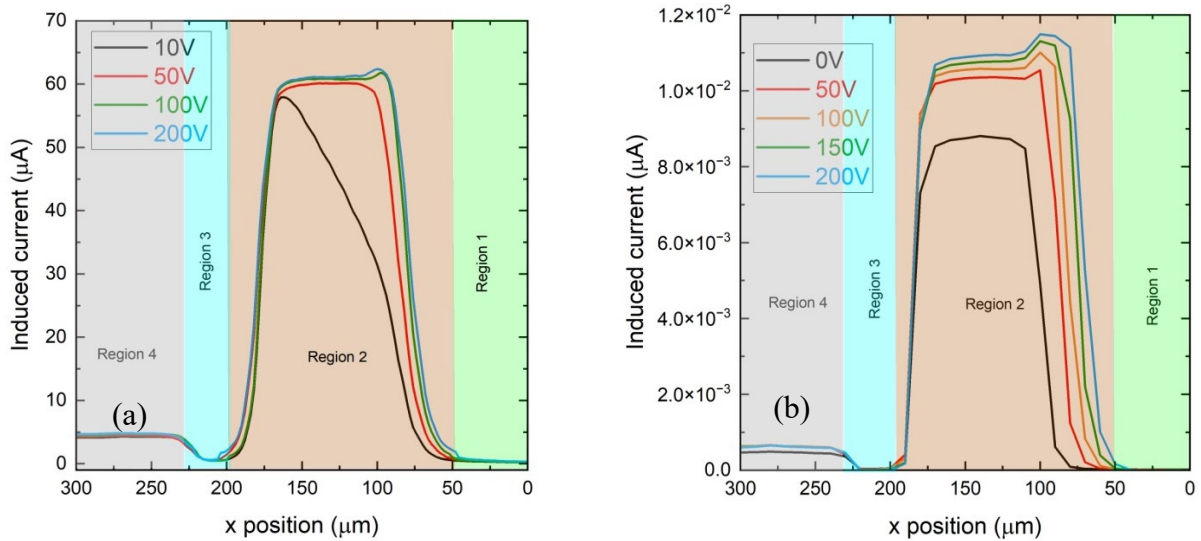 Induced current (μA)
70
60
50
40
30
20
10
0
10V
50V
100V
200V
Region 4
Region 3
Region 2
Region 1
(a)
300
250
200
150
100
50
0
x position (μm)
Induced current (μA)
1.2×10⁻²
1.0×10⁻²
8.0×10⁻³
6.0×10⁻³
4.0×10⁻³
2.0×10⁻³
0.0
0V
50V
100V
150V
200V
Region 4
Region 3
Region 2
Region 1
(b)
300
250
200
150
100
50
0
x position (μm)